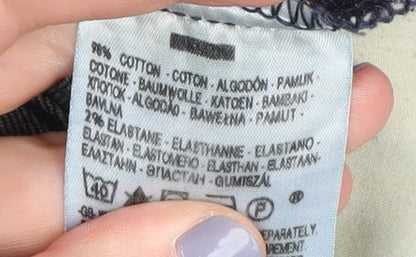 98% COTTON - COTON - ALGODÓN - PAMUK -
COTONE - BAUMWOLLE - KATOEN - BAMBAKI -
ХЛОПОК - ALGODÃO - BAWEŁNA - PAMUT -
BAVLNA
2% ELASTANE - ELASTHANNE - ELASTANO -
ELASTAN - ELASTOMERO - ELASTHAN - ELASTAAN -
ΕΛΑΣΤΑΝΗ - ЭЛАСТАН - GUMISZÁL
40 P
GB
SEPARATELY.